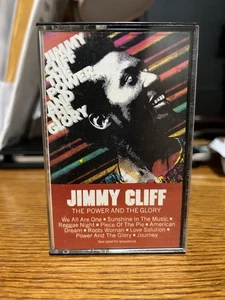 JIMMY
CLIFF
THE
POWER
AND
THE
GLORY
JIMMY CLIFF
THE POWER AND THE GLORY
We All Are One • Sunshine In The Music •
Reggae Night • Piece Of The Pie • American
Dream • Roots Woman • Love Solution •
Power And The Glory • Journey